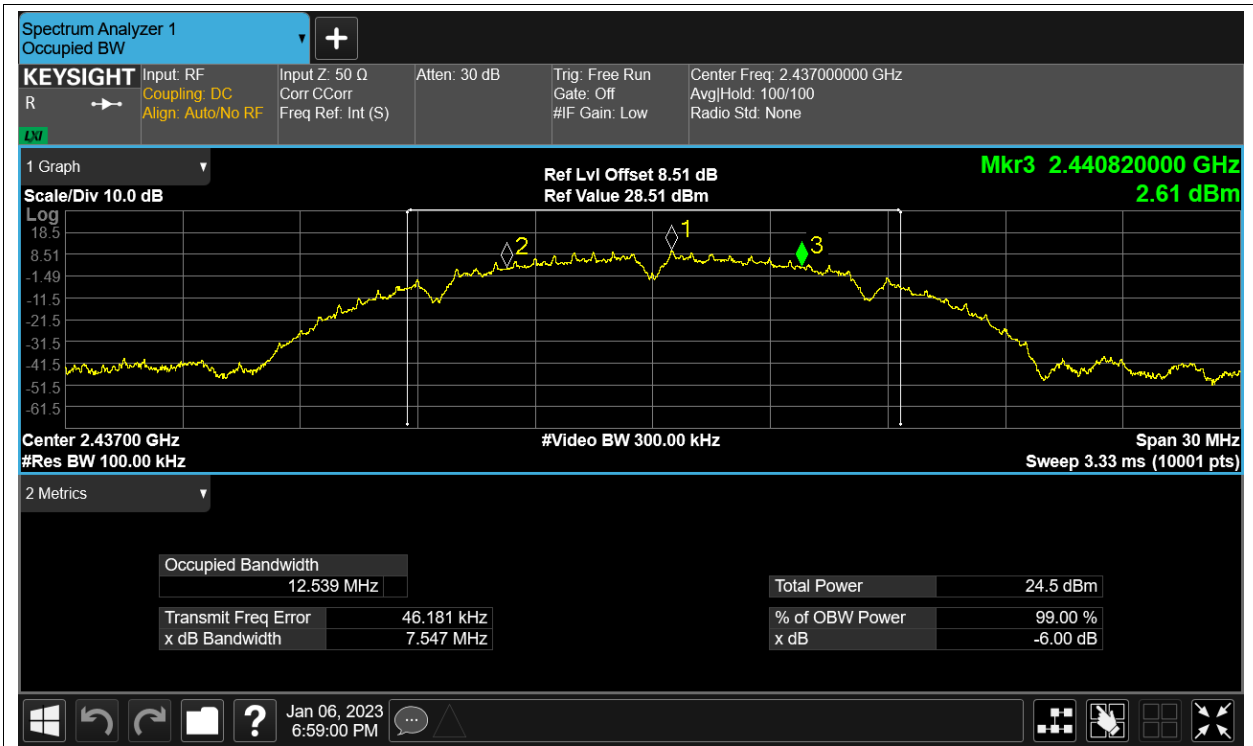 Spectrum Analyzer 1
Occupied BW
+
KEYSIGHT
R
LXI
Input: RF
Coupling: DC
Align: Auto/No RF
Input Z: 50 Ω
Corr CCorr
Freq Ref: Int (S)
Atten: 30 dB
Trig: Free Run
Gate: Off
#IF Gain: Low
Center Freq: 2.437000000 GHz
Avg|Hold: 100/100
Radio Std: None
1 Graph
Scale/Div 10.0 dB
Ref Lvl Offset 8.51 dB
Ref Value 28.51 dBm
Mkr3 2.440820000 GHz
2.61 dBm
Log
18.5
8.51
-1.49
-11.5
-21.5
-31.5
-41.5
-51.5
-61.5
2
1
3
Center 2.43700 GHz
#Video BW 300.00 kHz
Span 30 MHz
#Res BW 100.00 kHz
Sweep 3.33 ms (10001 pts)
2 Metrics
Occupied Bandwidth
12.539 MHz
Transmit Freq Error 46.181 kHz
x dB Bandwidth 7.547 MHz
Total Power 24.5 dBm
% of OBW Power 99.00 %
x dB -6.00 dB
?
Jan 06, 2023
6:59:00 PM